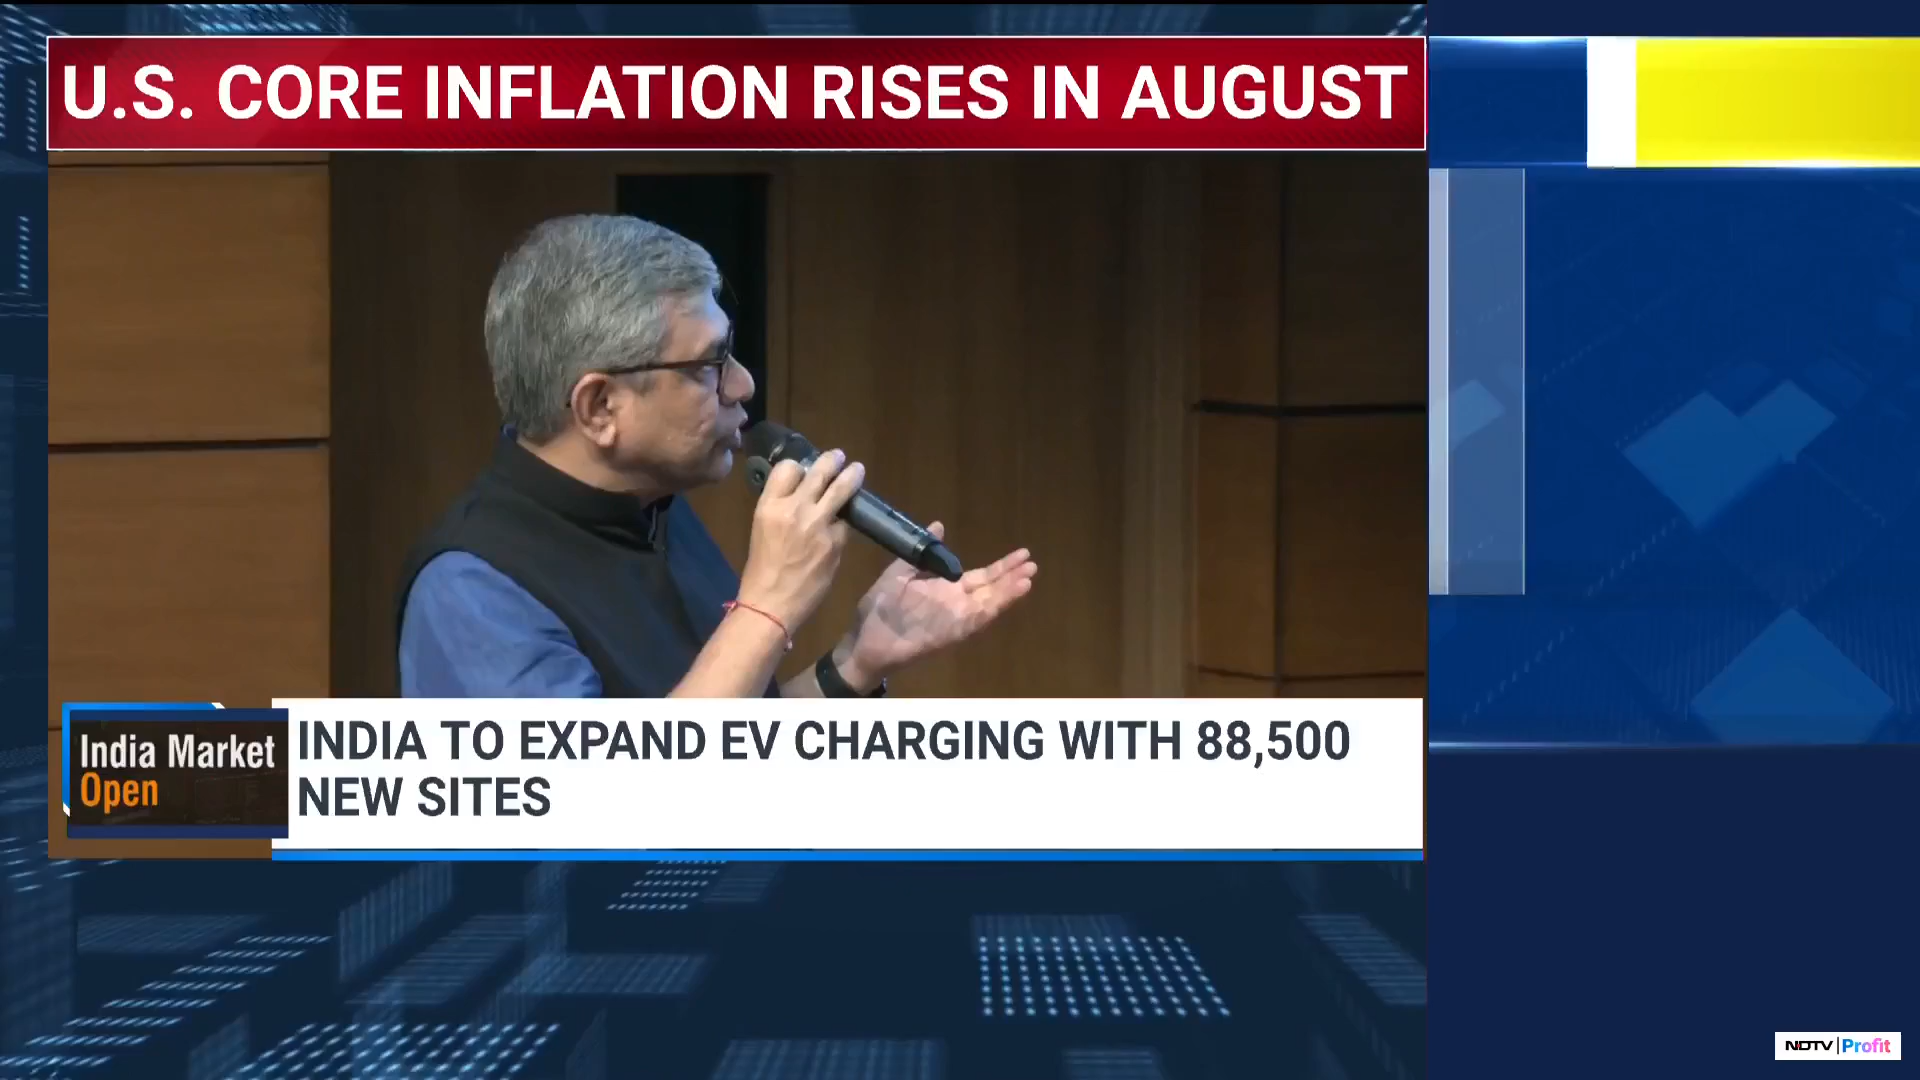 U.S. CORE INFLATION RISES IN AUGUST
India Market
Open
INDIA TO EXPAND EV CHARGING WITH 88,500
NEW SITES
NDTV Profit